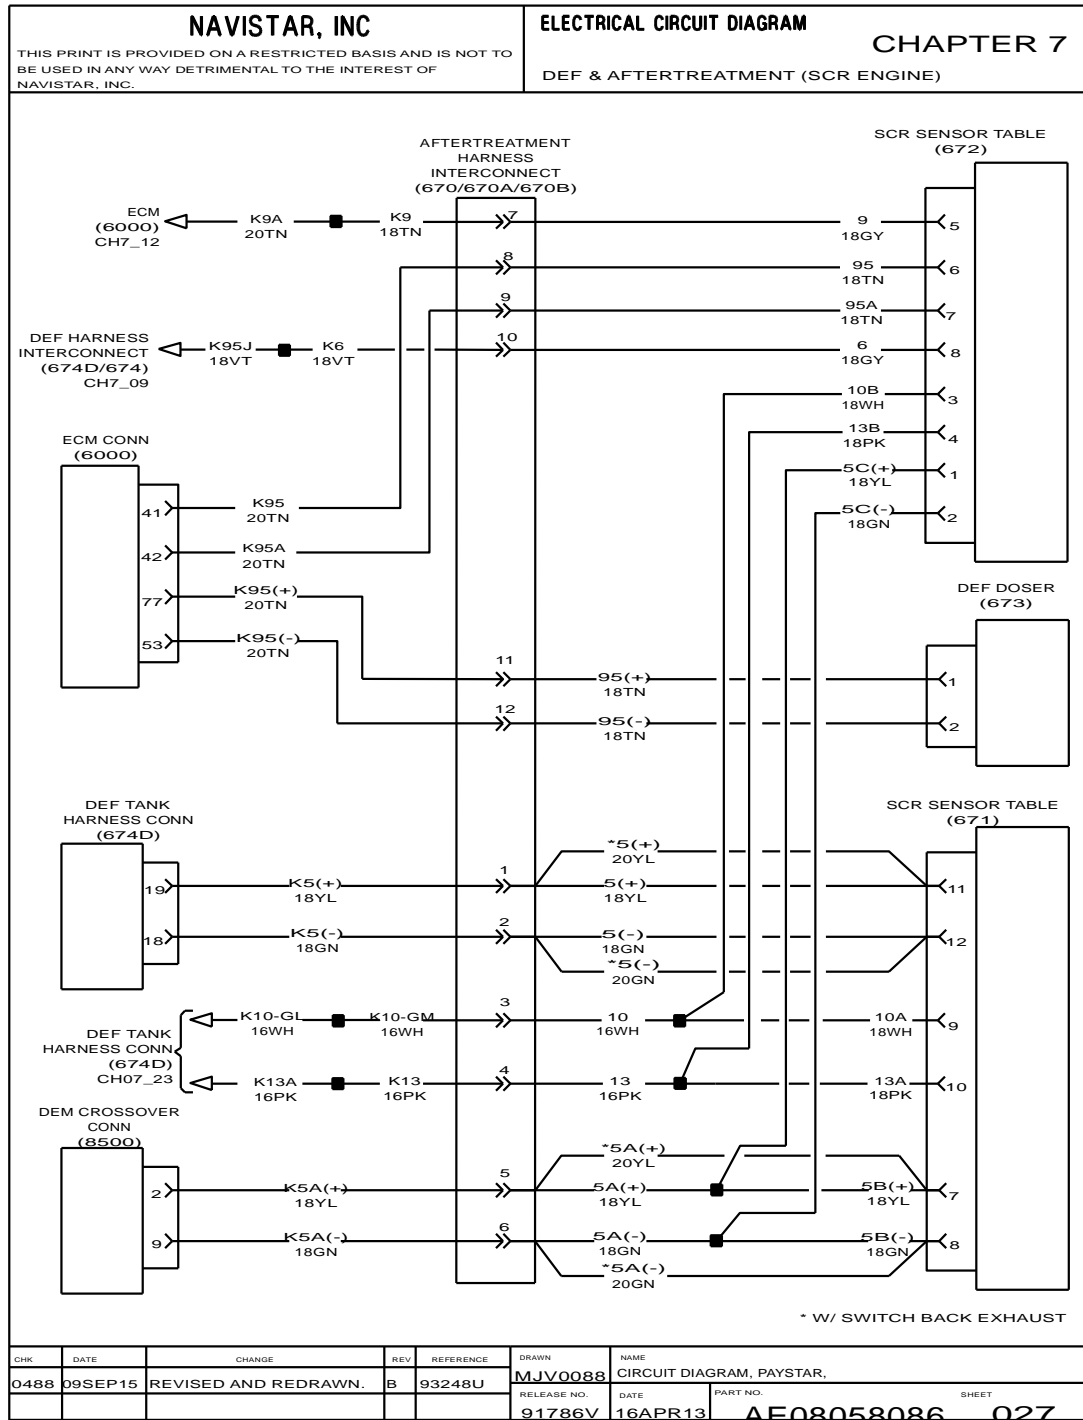 NAVISTAR, INC
THIS PRINT IS PROVIDED ON A RESTRICTED BASIS AND IS NOT TO
BE USED IN ANY WAY DETRIMENTAL TO THE INTEREST OF
NAVISTAR, INC.
ELECTRICAL CIRCUIT DIAGRAM
CHAPTER 7
DEF & AFTERTREATMENT (SCR ENGINE)
AFTERTREATMENT
HARNESS
INTERCONNECT
(670/670A/670B)
SCR SENSOR TABLE
(672)
ECM
(6000)
CH7_12
K9A
20TN
K9
18TN
7
9
18GY
5
8
95
18TN
6
9
95A
18TN
7
DEF HARNESS
INTERCONNECT
(674D/674)
CH7_09
K95J
18VT
K6
18VT
10
6
18GY
8
10B
18WH
3
13B
18PK
4
5C(+)
18YL
1
5C(-)
18GN
2
ECM CONN
(6000)
41
K95
20TN
42
K95A
20TN
77
K95(+)
20TN
53
K95(-)
20TN
DEF DOSER
(673)
11
95(+)
18TN
1
12
95(-)
18TN
2
DEF TANK
HARNESS CONN
(674D)
SCR SENSOR TABLE
(671)
*5(+)
20YL
19
K5(+)
18YL
1
5(+)
18YL
11
18
K5(-)
18GN
2
5(-)
18GN
12
*5(-)
20GN
DEF TANK
HARNESS CONN
(674D)
CH07_23
K10-GL
16WH
K10-GM
16WH
3
10
16WH
10A
18WH
9
K13A
16PK
K13
16PK
4
13
16PK
13A
18PK
10
DEM CROSSOVER
CONN
(8500)
*5A(+)
20YL
2
K5A(+)
18YL
5
5A(+)
18YL
5B(+)
18YL
7
9
K5A(-)
18GN
6
5A(-)
18GN
5B(-)
18GN
8
*5A(-)
20GN
* W/ SWITCH BACK EXHAUST
CHK DATE CHANGE REV REFERENCE
0488 09SEP15 REVISED AND REDRAWN. B 93248U
DRAWN
MJV0088
NAME
CIRCUIT DIAGRAM, PAYSTAR,
RELEASE NO.
91786V
DATE
16APR13
PART NO.
AE08058086
SHEET
027